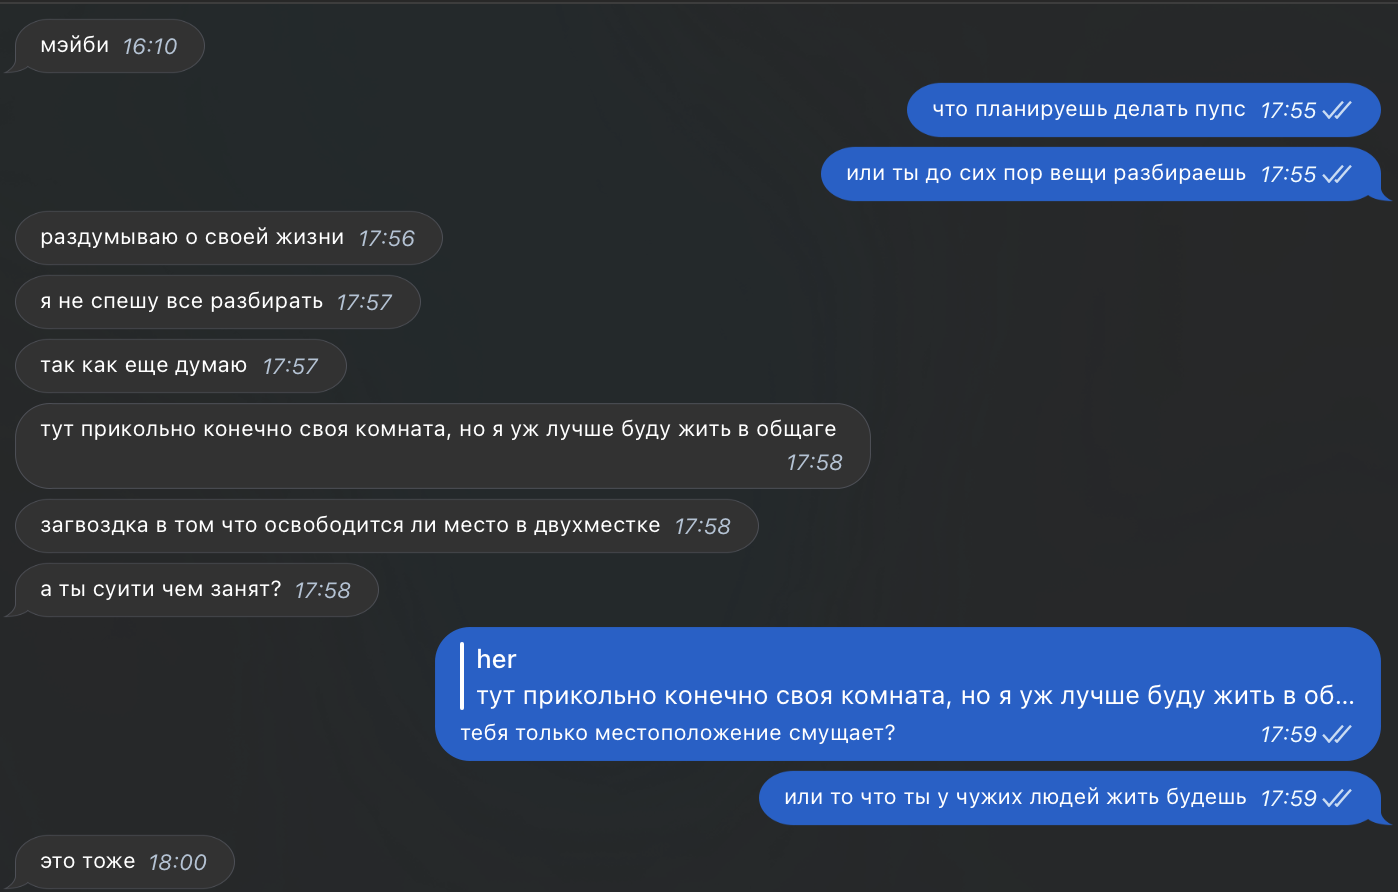 мэйби 16:10
что планируешь делать пупс 17:55
или ты до сих пор вещи разбираешь 17:55
раздумываю о своей жизни 17:56
я не спешу все разбирать 17:57
так как еще думаю 17:57
тут прикольно конечно своя комната, но я уж лучше буду жить в общаге
17:58
загвоздка в том что освободится ли место в двухместке 17:58
а ты суити чем занят? 17:58
her
тут прикольно конечно своя комната, но я уж лучше буду жить в об...
тебя только местоположение смущает? 17:59
или то что ты у чужих людей жить будешь 17:59
это тоже 18:00